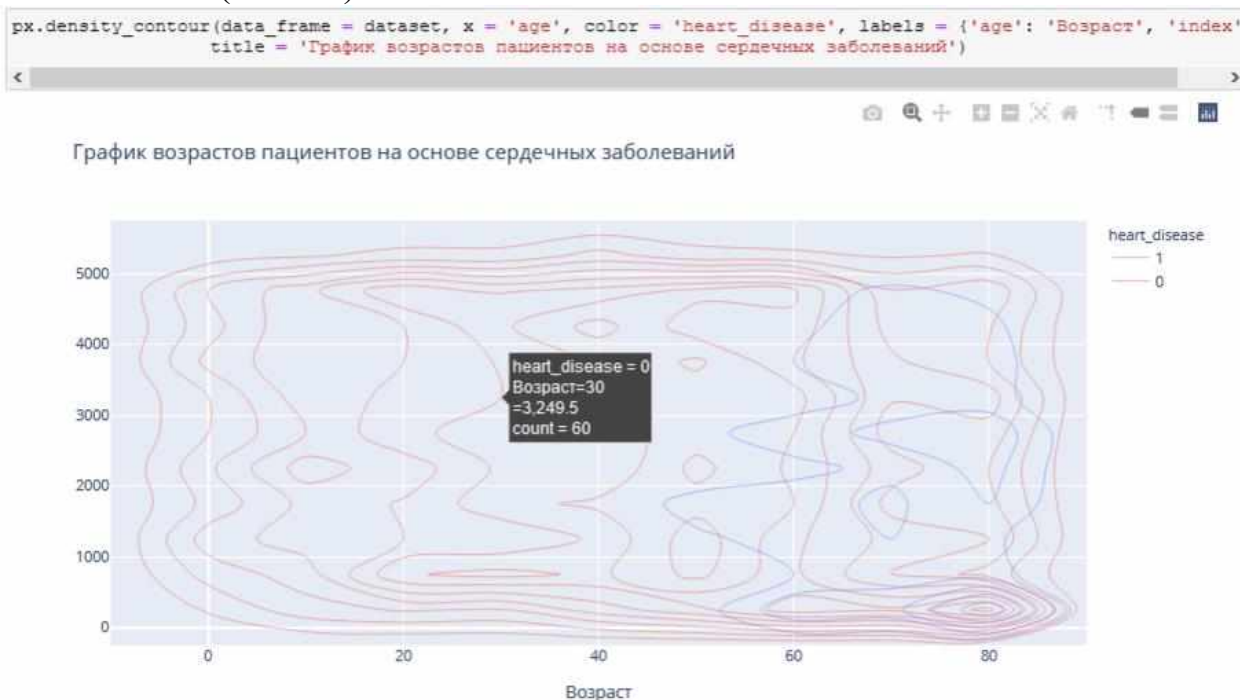 px.density_contour(data_frame = dataset, x = 'age', color = 'heart_disease', labels = {'age': 'Возраст', 'index'
title = 'График возрастов пациентов на основе сердечных заболеваний')
График возрастов пациентов на основе сердечных заболеваний
heart_disease
1
0
5000
4000
3000
2000
1000
0
heart_disease = 0
Возраст=30
=3,249.5
count = 60
0 20 40 60 80
Возраст